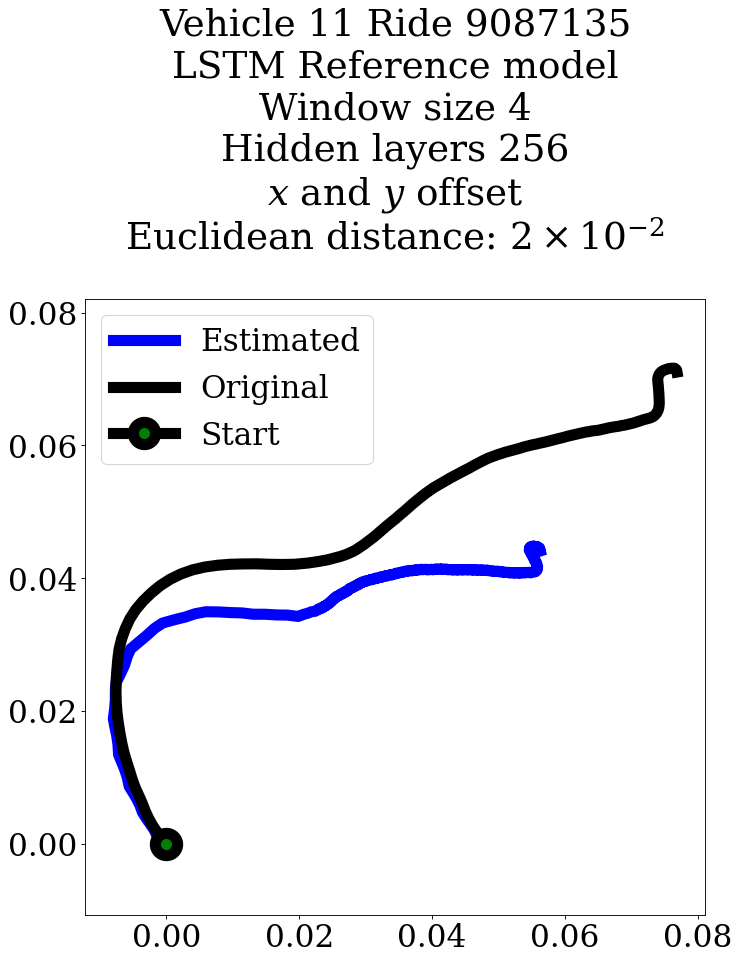 Vehicle 11 Ride 9087135
LSTM Reference model
Window size 4
Hidden layers 256
x and y offset
Euclidean distance: 2 × 10⁻²
0.08
0.06
0.04
0.02
0.00
Estimated
Original
Start
0.00 0.02 0.04 0.06 0.08